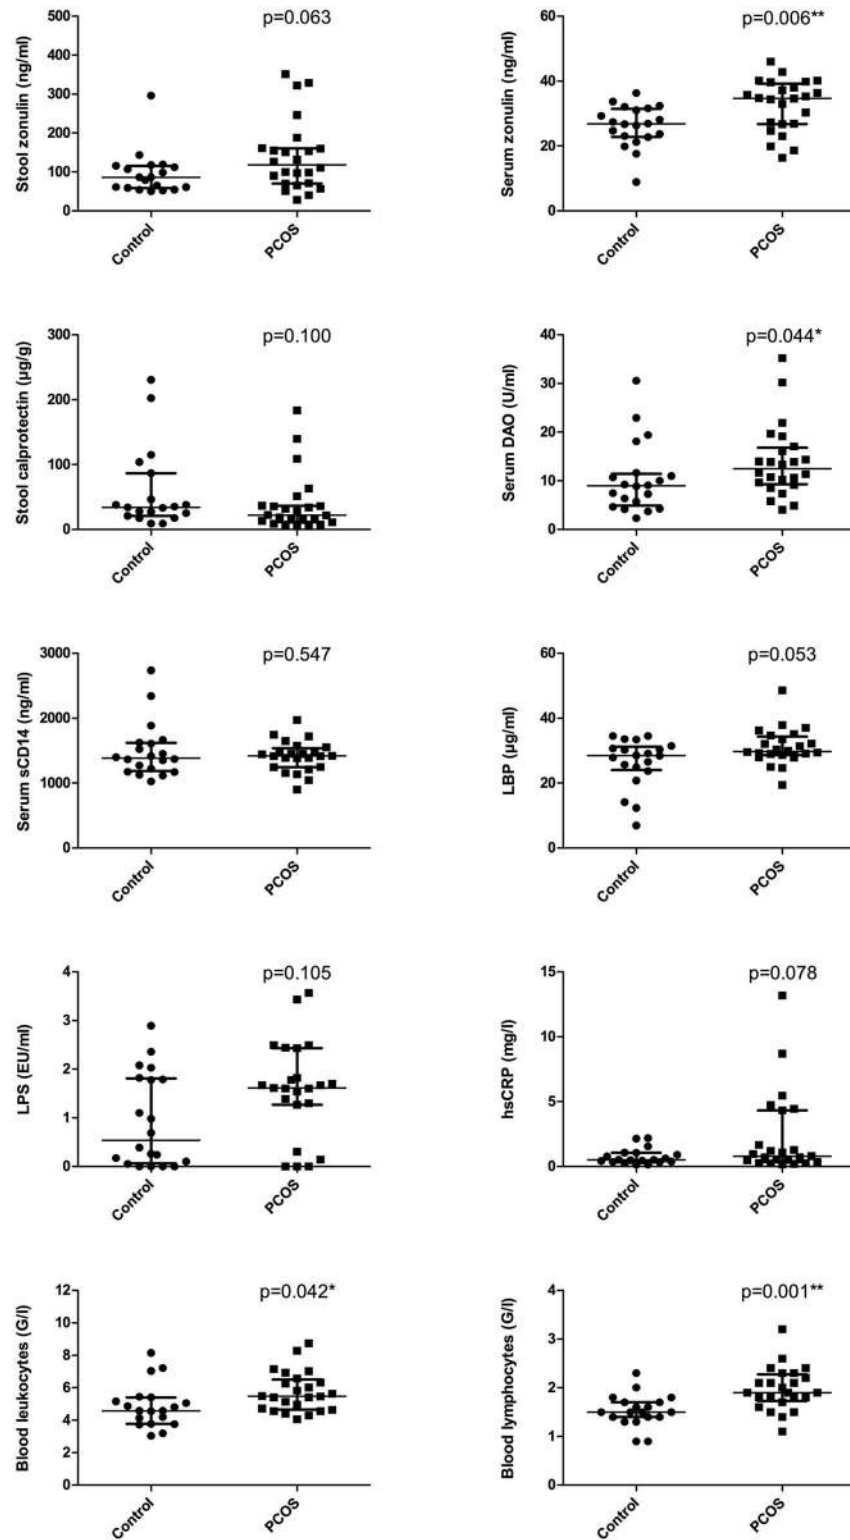 p=0.063
Stool zonulin (ng/ml)
500
400
300
200
100
0
Control
PCOS
p=0.006**
Serum zonulin (ng/ml)
60
40
20
0
Control
PCOS
p=0.100
Stool calprotectin (µg/g)
300
200
100
0
Control
PCOS
p=0.044*
Serum DAO (U/ml)
40
30
20
10
0
Control
PCOS
p=0.547
Serum sCD14 (ng/ml)
3000
2000
1000
0
Control
PCOS
p=0.053
LBP (µg/ml)
60
40
20
0
Control
PCOS
p=0.105
LPS (EU/ml)
4
3
2
1
0
Control
PCOS
p=0.078
hsCRP (mg/l)
15
10
5
0
Control
PCOS
p=0.042*
Blood leukocytes (G/l)
12
10
8
6
4
2
0
Control
PCOS
p=0.001**
Blood lymphocytes (G/l)
4
3
2
1
0
Control
PCOS